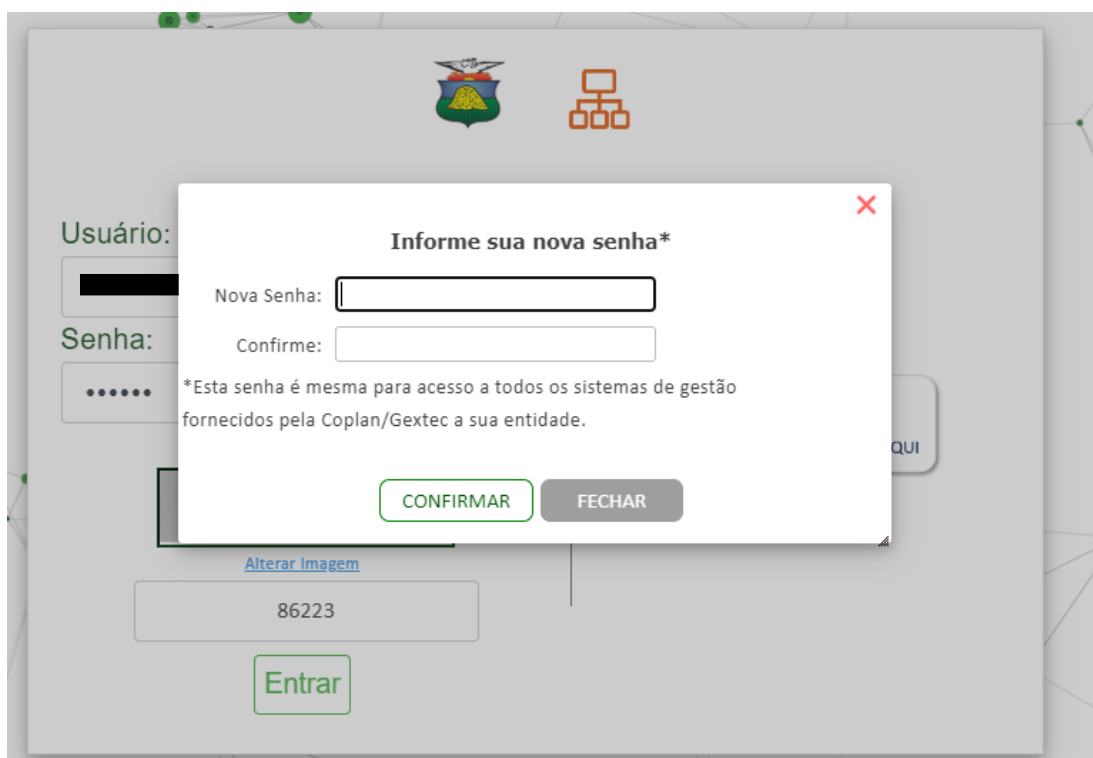 Usuário:
Senha:
••••••
Informe sua nova senha*
Nova Senha:
Confirme:
*Esta senha é mesma para acesso a todos os sistemas de gestão
fornecidos pela Coplan/Gextec a sua entidade.
CONFIRMAR
FECHAR
QUI
Alterar Imagem
86223
Entrar